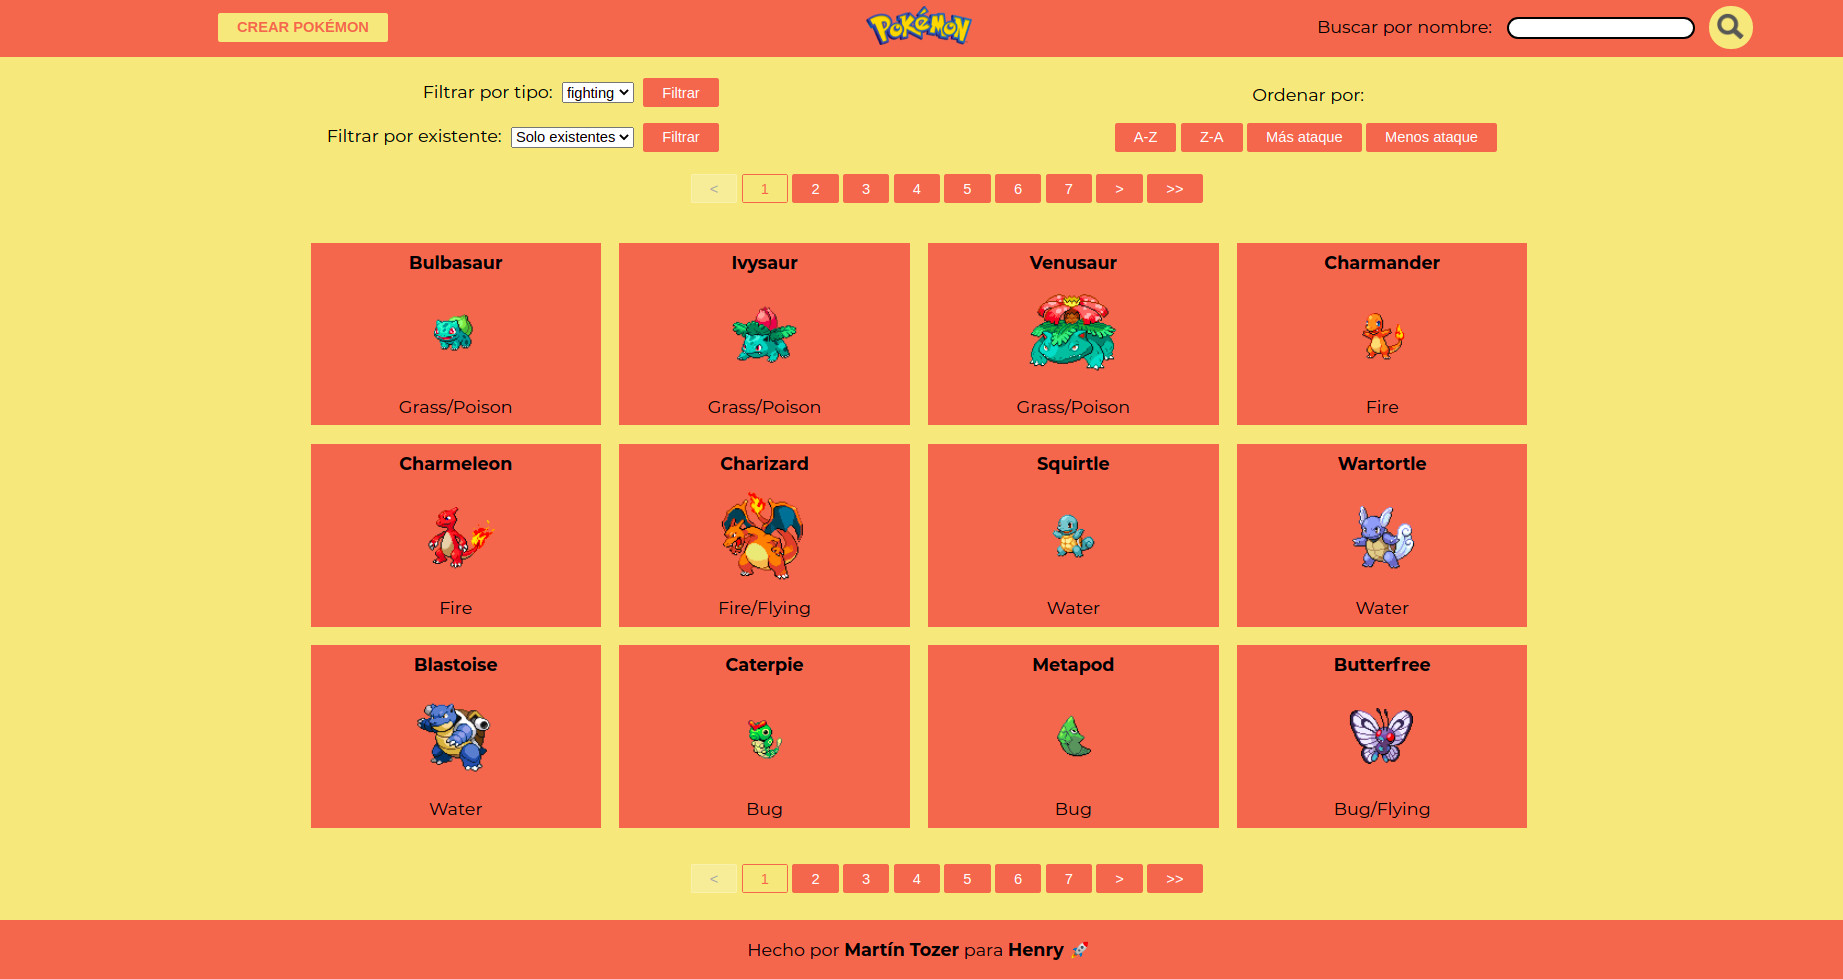 CREAR POKÉMON
POKéMON
Buscar por nombre:
Filtrar por tipo: fighting Filtrar
Ordenar por:
Filtrar por existente: Solo existentes Filtrar
A-Z Z-A Más ataque Menos ataque
< 1 2 3 4 5 6 7 > >>
Bulbasaur Ivysaur Venusaur Charmander
Grass/Poison Grass/Poison Grass/Poison Fire
Charmeleon Charizard Squirtle Wartortle
Fire Fire/Flying Water Water
Blastoise Caterpie Metapod Butterfree
Water Bug Bug Bug/Flying
< 1 2 3 4 5 6 7 > >>
Hecho por Martín Tozer para Henry 🚀